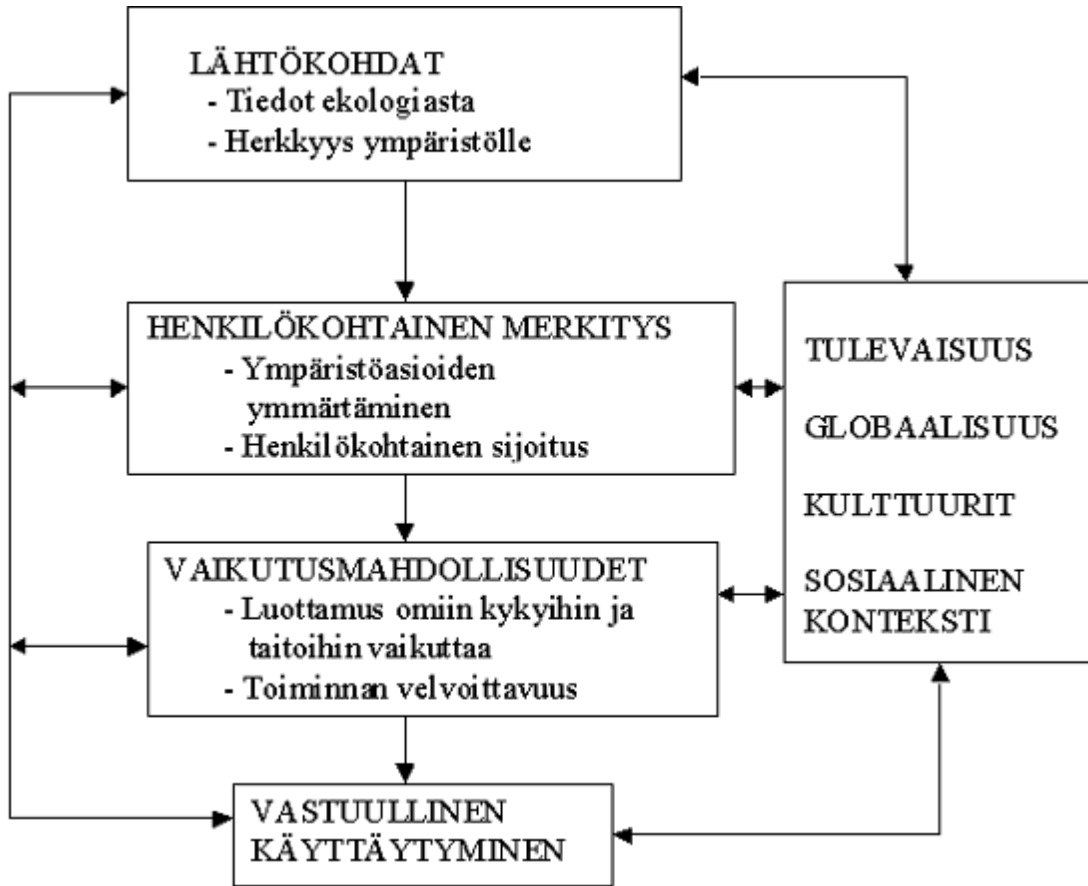 LÄHTÖKOHDAT
- Tiedot ekologiasta
- Herkkyys ympäristölle
HENKILÖKOHTAINEN MERKITYS
- Ympäristöasioiden
ymmärtäminen
- Henkilökohtainen sijoitus
VAIKUTUSMAHDOLLISUUDET
- Luottamus omiin kykyihin ja
taitoihin vaikuttaa
- Toiminnan velvoittavuus
VASTUULLINEN
KÄYTTÄYTYMINEN
TULEVAISUUS
GLOBAALISUUS
KULTTUURIT
SOSIAALINEN
KONTEKSTI